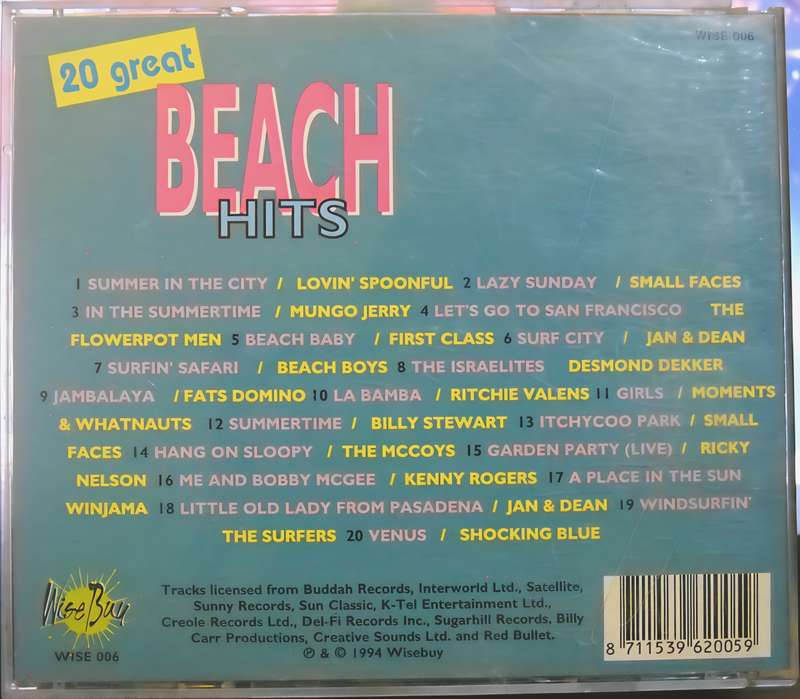 WISE 006
20 great
BEACH
HITS
1 SUMMER IN THE CITY / LOVIN' SPOONFUL 2 LAZY SUNDAY / SMALL FACES
3 IN THE SUMMERTIME / MUNGO JERRY 4 LET'S GO TO SAN FRANCISCO THE
FLOWERPOT MEN 5 BEACH BABY / FIRST CLASS 6 SURF CITY / JAN & DEAN
7 SURFIN' SAFARI / BEACH BOYS 8 THE ISRAELITES DESMOND DEKKER
9 JAMBALAYA / FATS DOMINO 10 LA BAMBA / RITCHIE VALENS 11 GIRLS / MOMENTS
& WHATNAUTS 12 SUMMERTIME / BILLY STEWART 13 ITCHYCOO PARK / SMALL
FACES 14 HANG ON SLOOPY / THE MCCOYS 15 GARDEN PARTY (LIVE) / RICKY
NELSON 16 ME AND BOBBY MCGEE / KENNY ROGERS 17 A PLACE IN THE SUN
WINJAMA 18 LITTLE OLD LADY FROM PASADENA / JAN & DEAN 19 WINDSURFIN'
THE SURFERS 20 VENUS / SHOCKING BLUE
Wise Buy
WISE 006
Tracks licensed from Buddah Records, Interworld Ltd., Satellite,
Sunny Records, Sun Classic, K-Tel Entertainment Ltd.,
Creole Records Ltd., Del-Fi Records Inc., Sugarhill Records, Billy
Carr Productions, Creative Sounds Ltd. and Red Bullet.
℗ & © 1994 Wisebuy
8 711539 620059